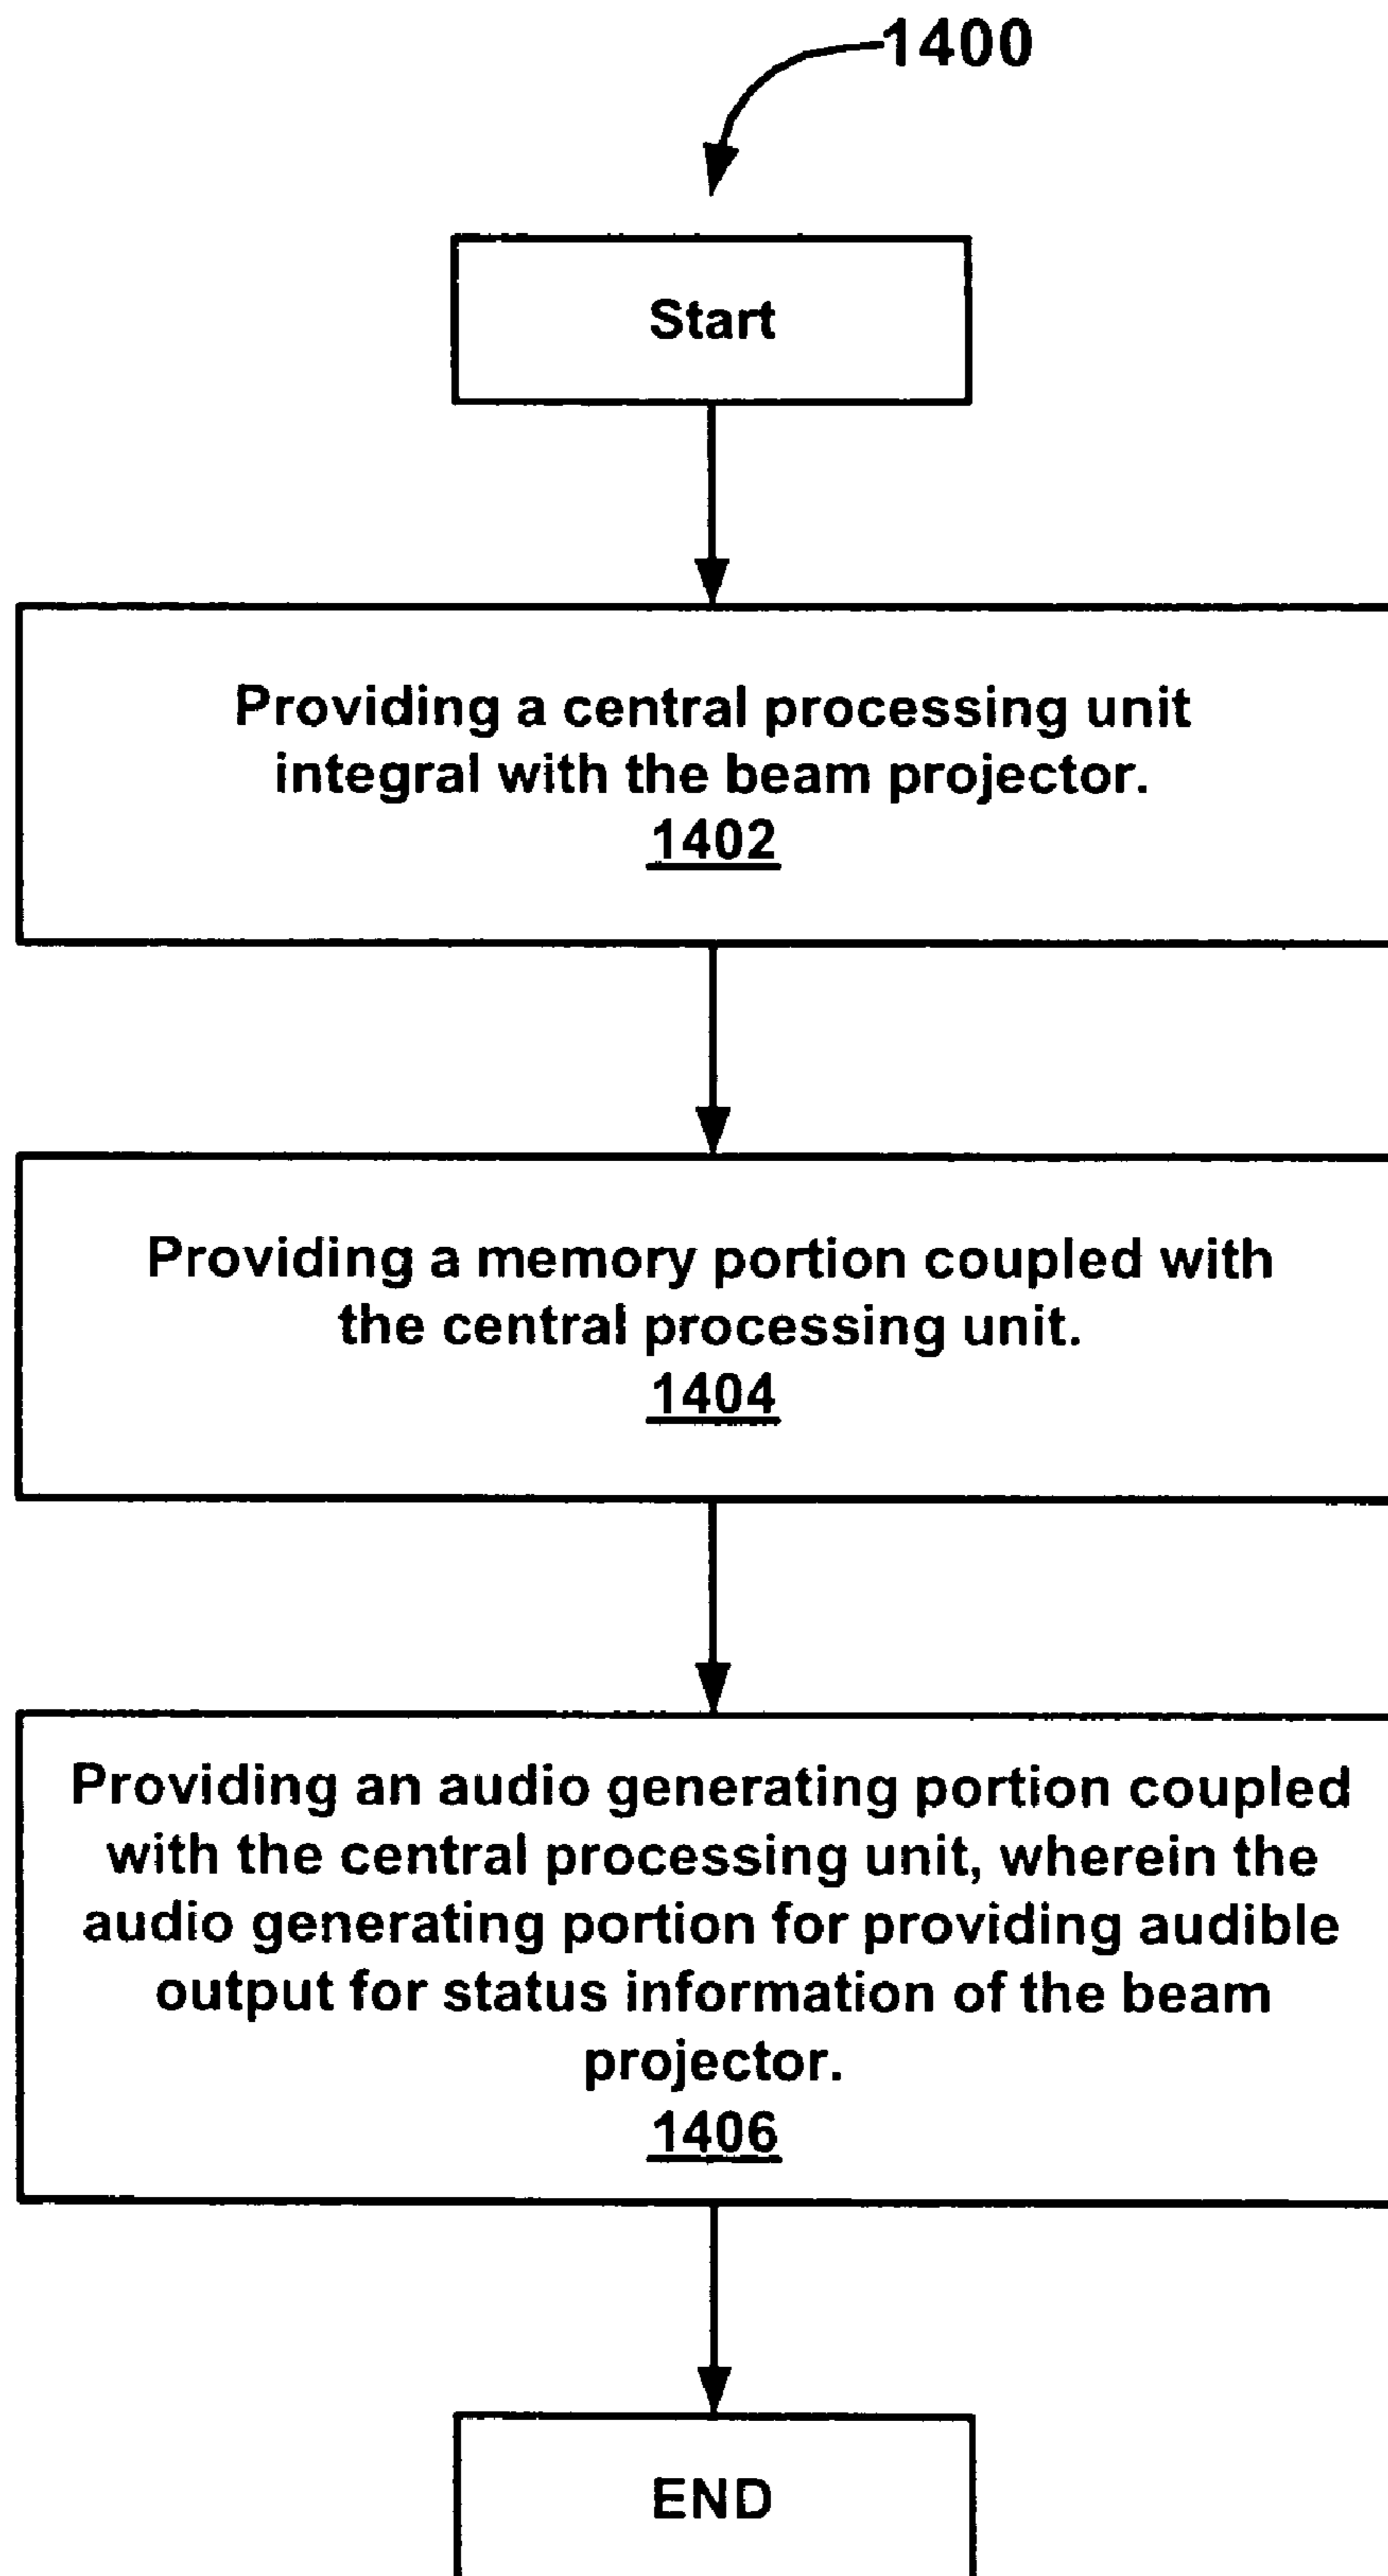 1400
Start
Providing a central processing unit
integral with the beam projector.
1402
Providing a memory portion coupled with
the central processing unit.
1404
Providing an audio generating portion coupled
with the central processing unit, wherein the
audio generating portion for providing audible
output for status information of the beam
projector.
1406
END